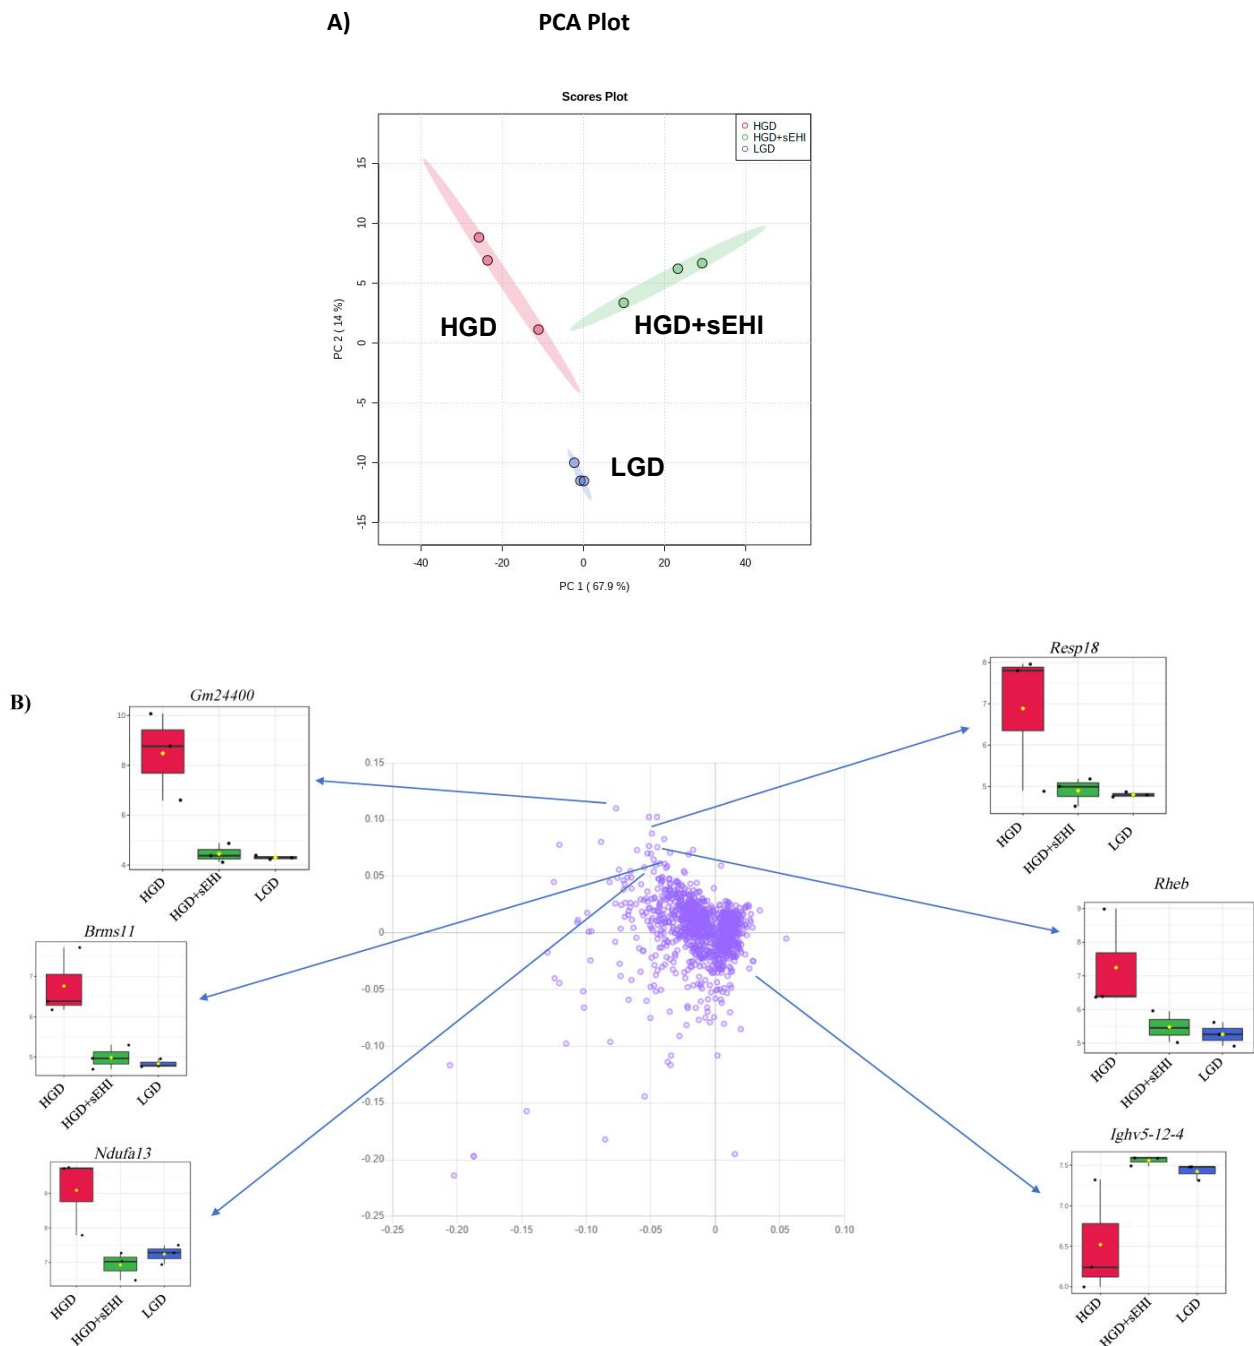 A) PCA Plot
Scores Plot
HGD
HGD+sEHI
LGD
15
10
5
0
-5
-10
-15
PC 2 ( 14 %)
HGD
HGD+sEHI
LGD
-40 -20 0 20 40
PC 1 ( 67.9 %)
B)
Gm24400
10
8
6
4
HGD HGD+sEHI LGD
Resp18
8
7
6
5
HGD HGD+sEHI LGD
Brms11
7
6
5
HGD HGD+sEHI LGD
Rheb
9
8
7
6
5
HGD HGD+sEHI LGD
Ndufa13
9
8
7
HGD HGD+sEHI LGD
Ighv5-12-4
7.5
7.0
6.5
6.0
HGD HGD+sEHI LGD
0.15
0.10
0.05
0
-0.05
-0.10
-0.15
-0.20
-0.25
-0.25 -0.20 -0.15 -0.10 -0.05 0 0.05 0.10